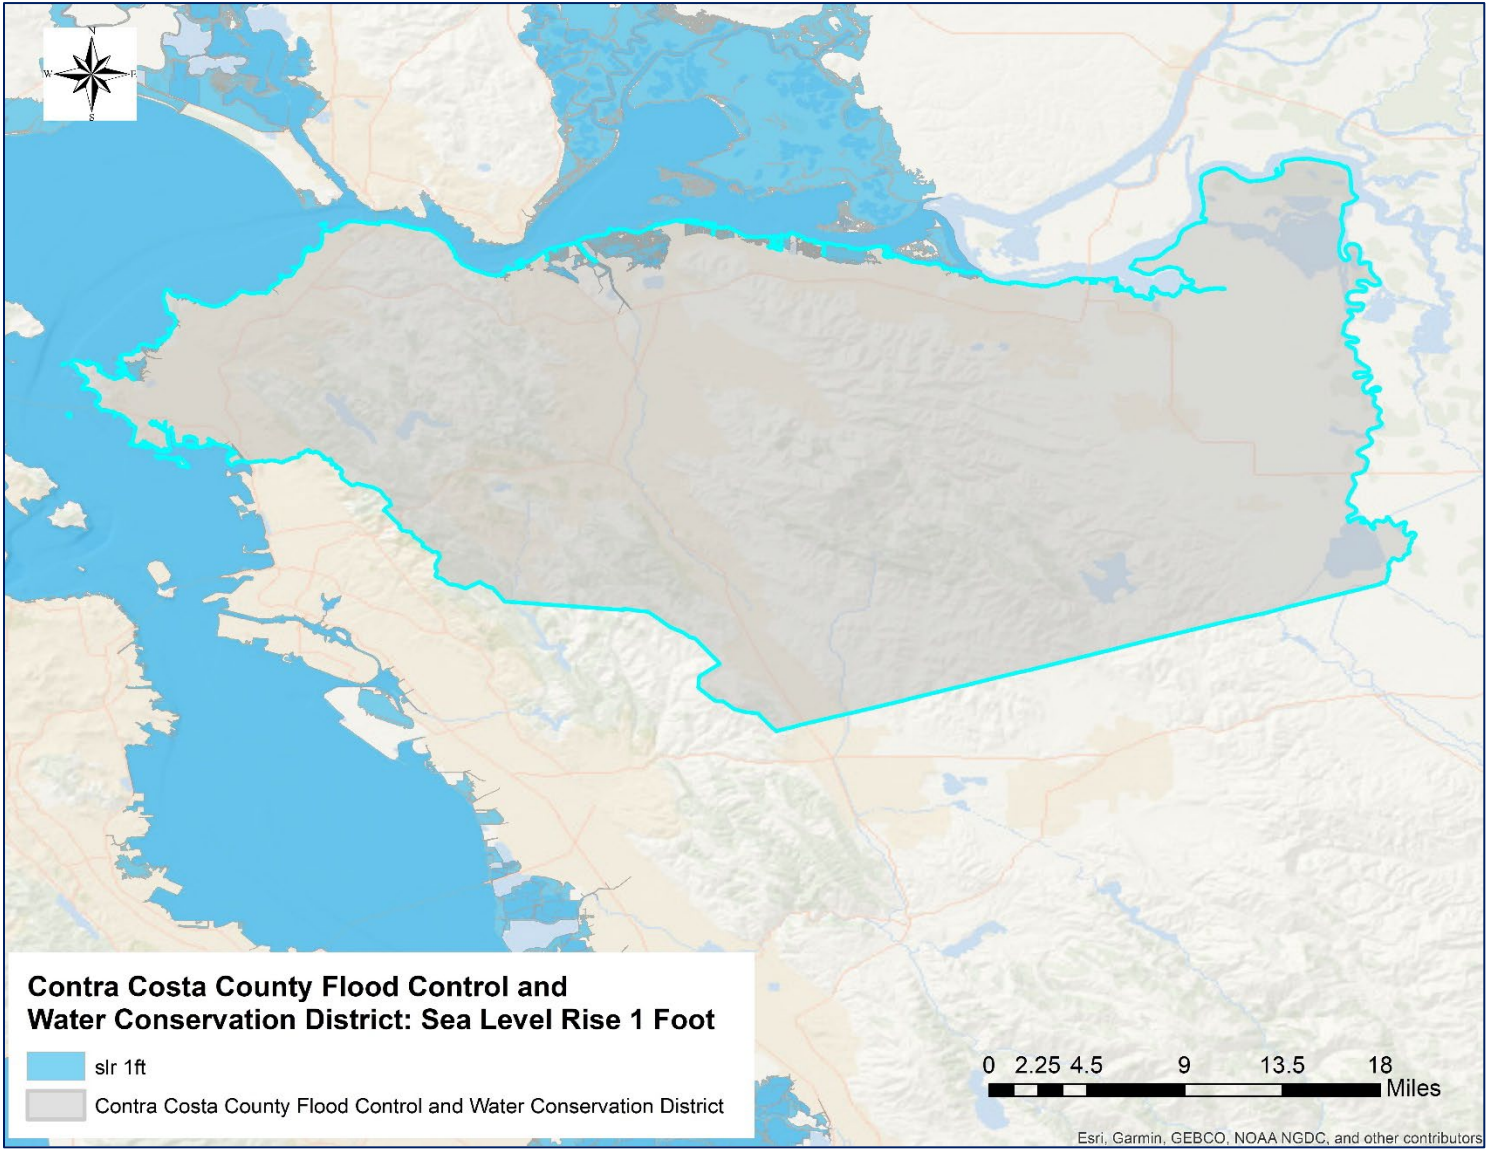 N
W
E
S
Contra Costa County Flood Control and
Water Conservation District: Sea Level Rise 1 Foot
slr 1ft
Contra Costa County Flood Control and Water Conservation District
0 2.25 4.5 9 13.5 18
Miles
Esri, Garmin, GEBCO, NOAA NGDC, and other contributors